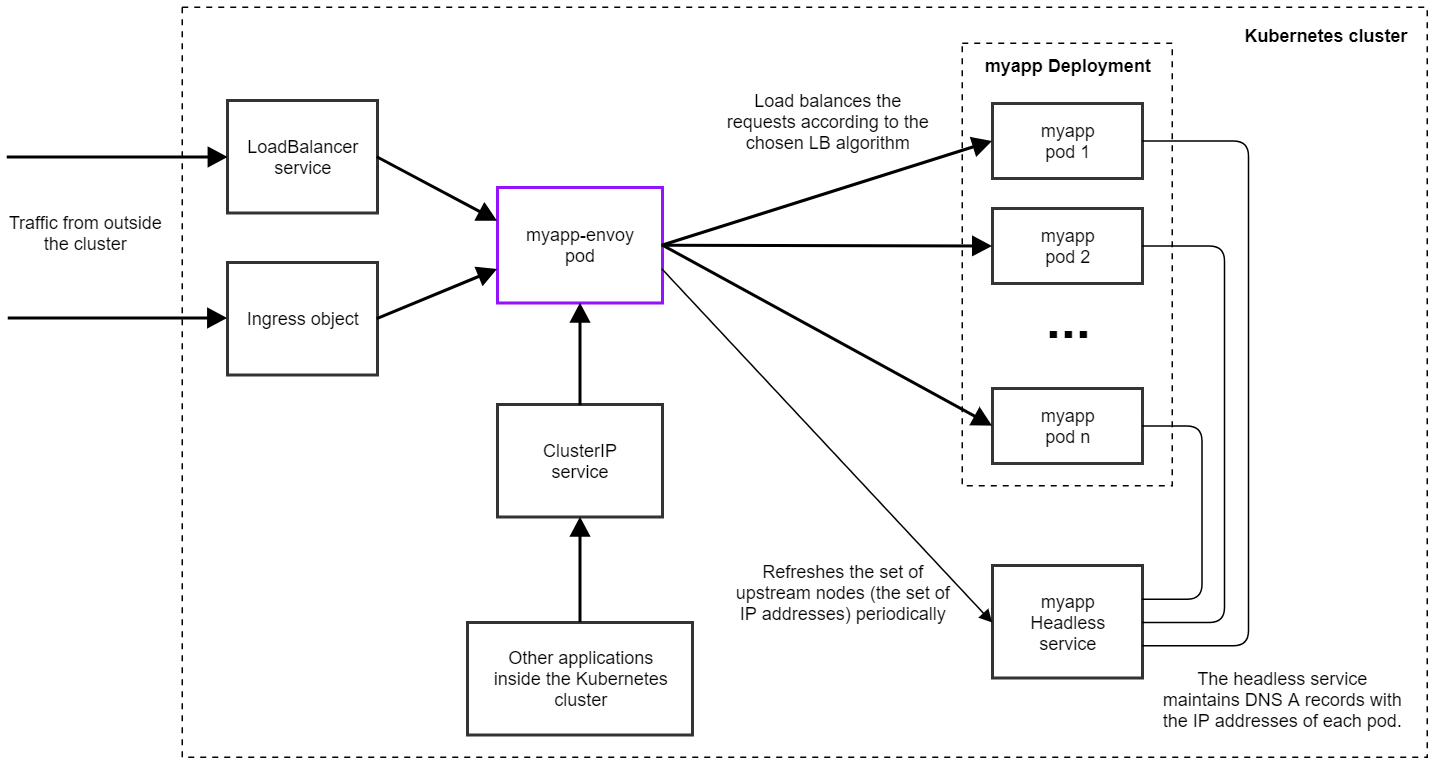 Kubernetes cluster
myapp Deployment
Load balances the
requests according to the
chosen LB algorithm
myapp
pod 1
LoadBalancer
service
Traffic from outside
the cluster
myapp-envoy
pod
myapp
pod 2
Ingress object
...
myapp
pod n
ClusterIP
service
Refreshes the set of
upstream nodes (the set of
IP addresses) periodically
myapp
Headless
service
Other applications
inside the Kubernetes
cluster
The headless service
maintains DNS A records with
the IP addresses of each pod.